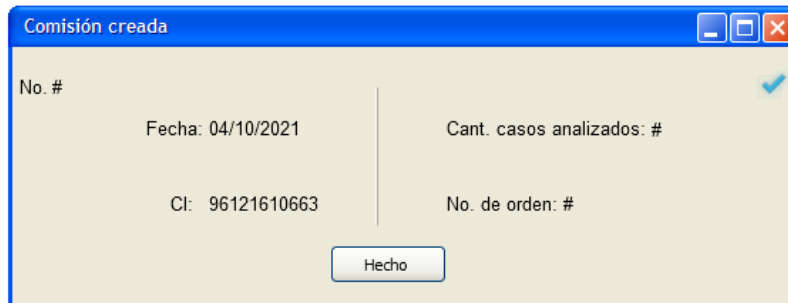 Comisión creada
No. #
Fecha: 04/10/2021
Cant. casos analizados: #
CI: 96121610663
No. de orden: #
Hecho